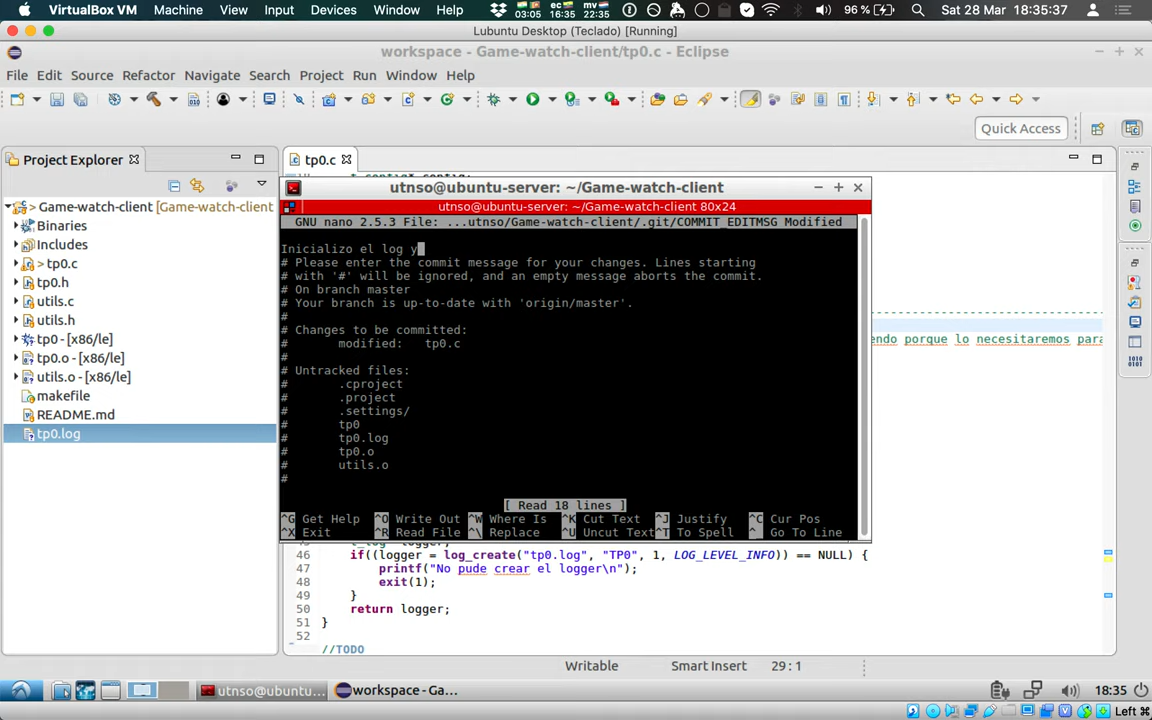 VirtualBox VM Machine View Input Devices Window Help 03:05 ec 16:35 mv 22:35 96 % Sat 28 Mar 18:35:37
Lubuntu Desktop (Teclado) [Running]
workspace - Game-watch-client/tp0.c - Eclipse
File Edit Source Refactor Navigate Search Project Run Window Help
Quick Access
Project Explorer
tp0.c
Game-watch-client [Game-watch-client
Binaries
Includes
> tp0.c
tp0.h
utils.c
utils.h
tp0 - [x86/le]
tp0.o - [x86/le]
utils.o - [x86/le]
makefile
README.md
tp0.log
utnso@ubuntu-server: ~/Game-watch-client
utnso@ubuntu-server: ~/Game-watch-client 80x24
GNU nano 2.5.3 File: ...utnso/Game-watch-client/.git/COMMIT_EDITMSG Modified
Inicializo el log y
# Please enter the commit message for your changes. Lines starting
# with '#' will be ignored, and an empty message aborts the commit.
# On branch master
# Your branch is up-to-date with 'origin/master'.
#
# Changes to be committed:
# modified: tp0.c
#
# Untracked files:
# .cproject
# .project
# .settings/
# tp0
# tp0.log
# tp0.o
# utils.o
#
[ Read 18 lines ]
^G Get Help ^O Write Out ^W Where Is ^K Cut Text ^J Justify ^C Cur Pos
^X Exit ^R Read File ^\ Replace ^U Uncut Text ^T To Spell ^_ Go To Line
endo porque lo necesitaremos para
46 if((logger = log_create("tp0.log", "TP0", 1, LOG_LEVEL_INFO)) == NULL) {
47 printf("No pude crear el logger\n");
48 exit(1);
49 }
50 return logger;
51 }
52
//TODO
Writable Smart Insert 29 : 1
utnso@ubuntu... workspace - Ga... 18:35
Left ⌘